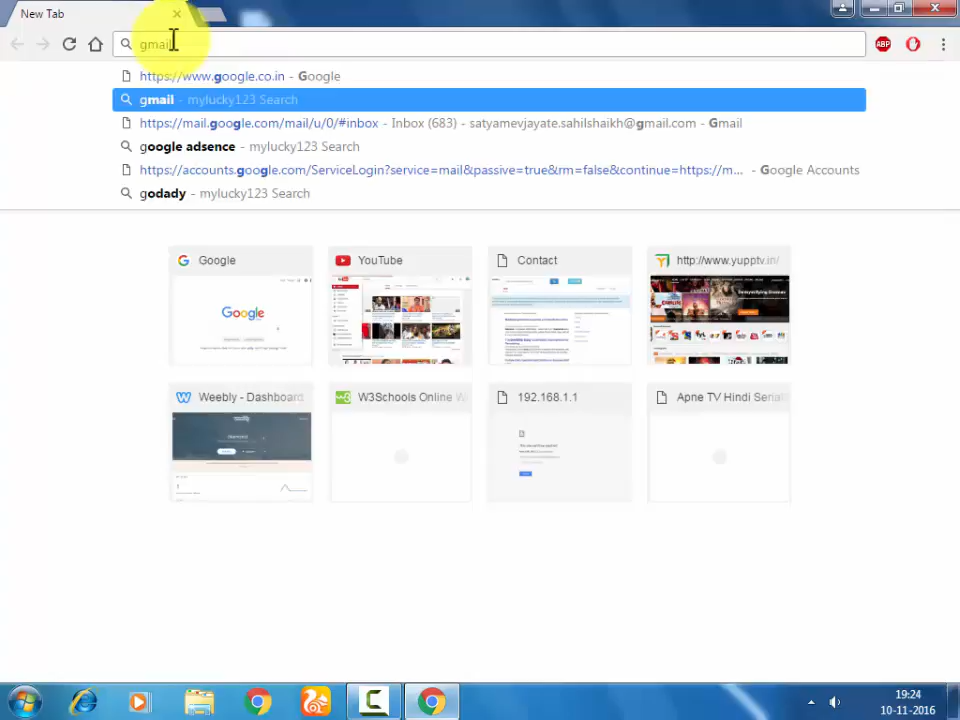 New Tab
gmail
https://www.google.co.in - Google
gmail - mylucky123 Search
https://mail.google.com/mail/u/0/#inbox - Inbox (683) - satyamevjayate.sahilshaikh@gmail.com - Gmail
google adsence - mylucky123 Search
https://accounts.google.com/ServiceLogin?service=mail&passive=true&rm=false&continue=https://m... - Google Accounts
godady - mylucky123 Search
ABP
Google
YouTube
Contact
http://www.yupptv.in/
Google
Weebly - Dashboard
W3Schools Online W
192.168.1.1
Apne TV Hindi Serial
19:24
10-11-2016